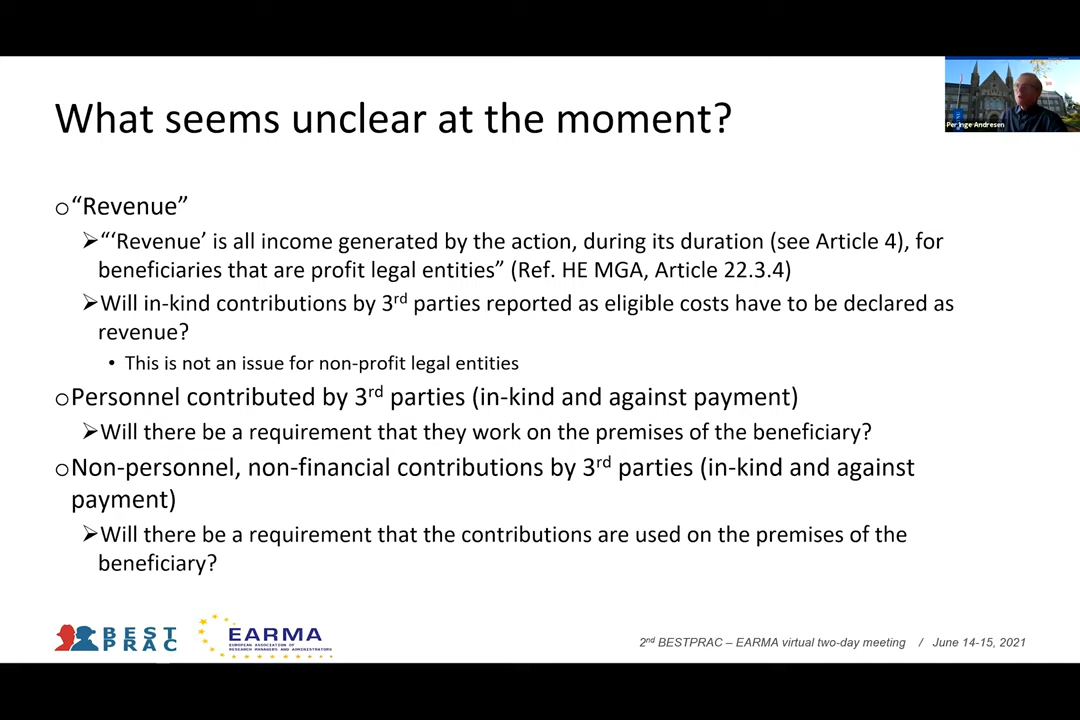 Per Inge Andresen
What seems unclear at the moment?
o“Revenue”
➢“‘Revenue’ is all income generated by the action, during its duration (see Article 4), for
beneficiaries that are profit legal entities” (Ref. HE MGA, Article 22.3.4)
➢Will in-kind contributions by 3rd parties reported as eligible costs have to be declared as
revenue?
• This is not an issue for non-profit legal entities
oPersonnel contributed by 3rd parties (in-kind and against payment)
➢Will there be a requirement that they work on the premises of the beneficiary?
oNon-personnel, non-financial contributions by 3rd parties (in-kind and against
payment)
➢Will there be a requirement that the contributions are used on the premises of the
beneficiary?
BEST
PRAC
EARMA
EUROPEAN ASSOCIATION OF
RESEARCH MANAGERS AND ADMINISTRATORS
2nd BESTPRAC – EARMA virtual two-day meeting / June 14-15, 2021